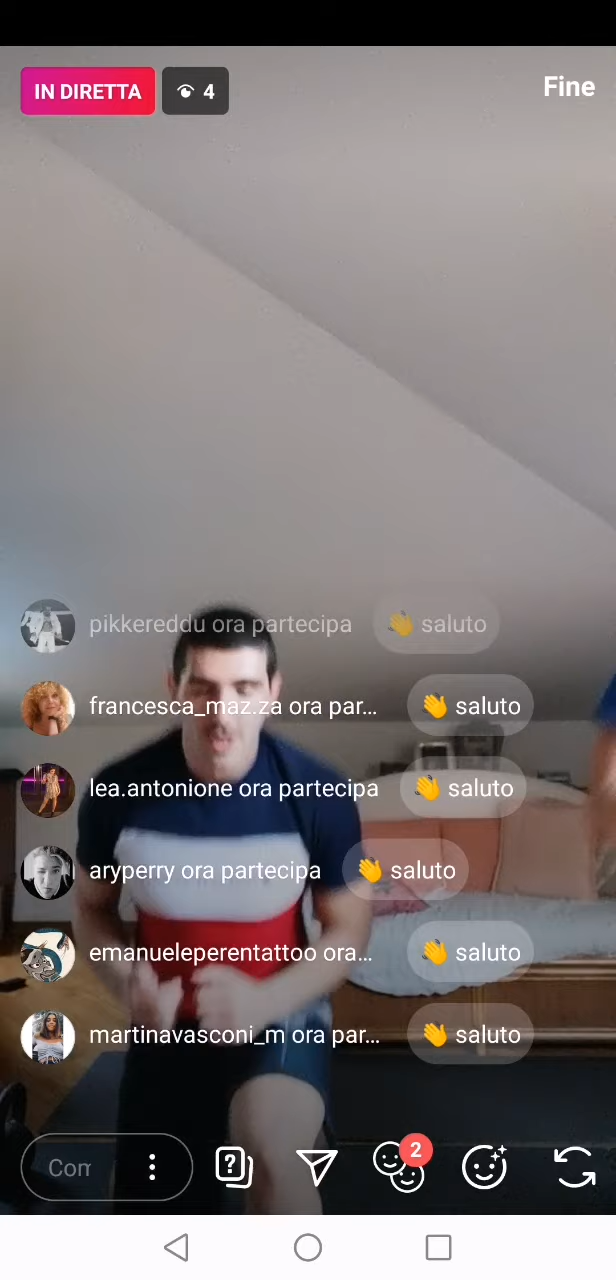 IN DIRETTA 4 Fine
pikkereddu ora partecipa 👋 saluto
francesca_maz.za ora par... 👋 saluto
lea.antonione ora partecipa 👋 saluto
aryperry ora partecipa 👋 saluto
emanueleperentattoo ora... 👋 saluto
martinavasconi_m ora par... 👋 saluto
Com 2